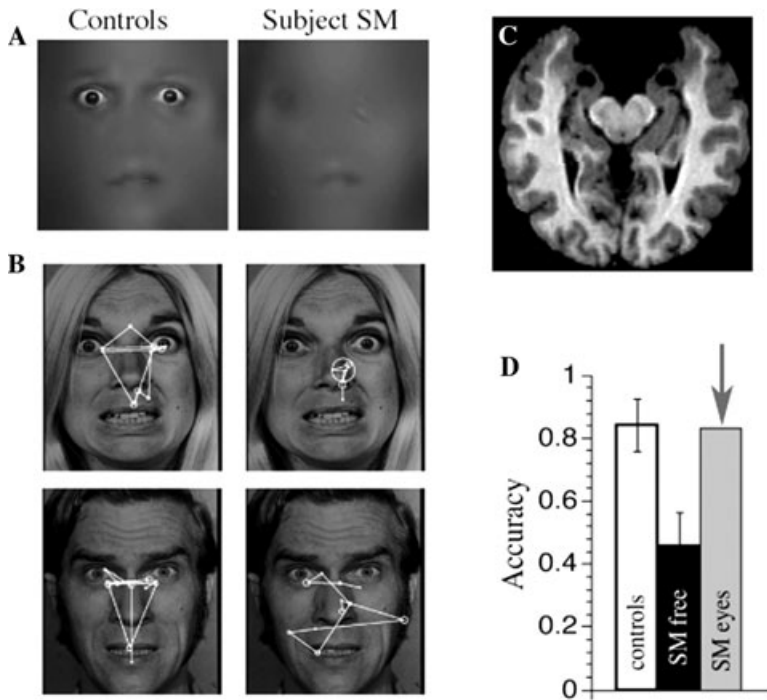 A
Controls
Subject SM
C
B
D
Accuracy
1
0.8
0.6
0.4
0.2
0
controls
SM free
SM eyes